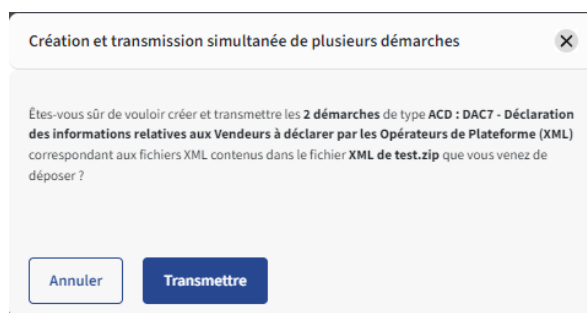 Création et transmission simultanée de plusieurs démarches
Êtes-vous sûr de vouloir créer et transmettre les 2 démarches de type ACD : DAC7 - Déclaration
des informations relatives aux Vendeurs à déclarer par les Opérateurs de Plateforme (XML)
correspondant aux fichiers XML contenus dans le fichier XML de test.zip que vous venez de
déposer ?
Annuler
Transmettre